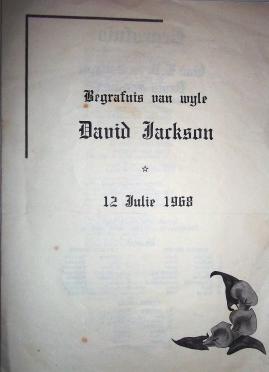 Begrafnis van wyle
David Jackson
12 Julie 1968